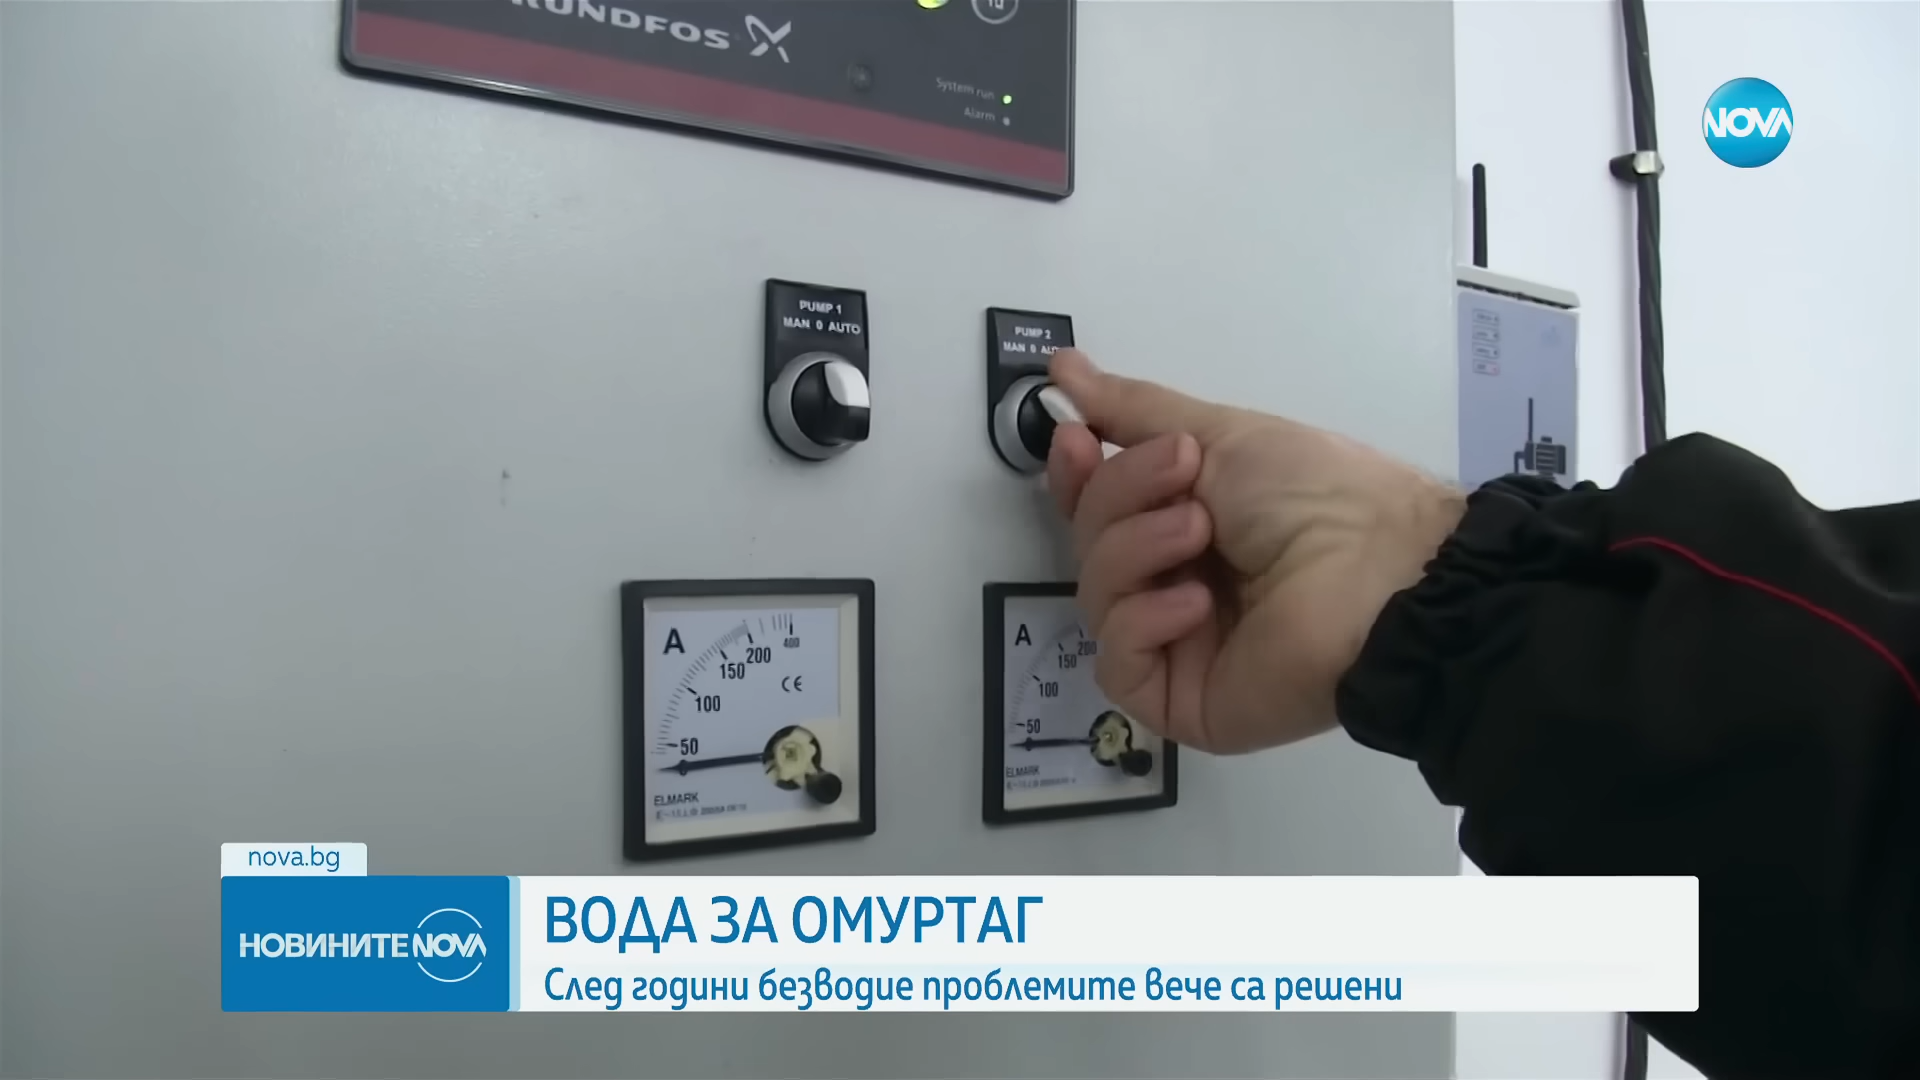 RUNDFOS
System run
Alarm
NOVA
PUMP 1
MAN 0 AUTO
PUMP 2
MAN 0
A
50
100
150
200
400
CE
0
ELMARK
A
50
100
150
200
ELMARK
nova.bg
НОВИНИТЕ NOVA
ВОДА ЗА ОМУРТАГ
След години безводие проблемите вече са решени